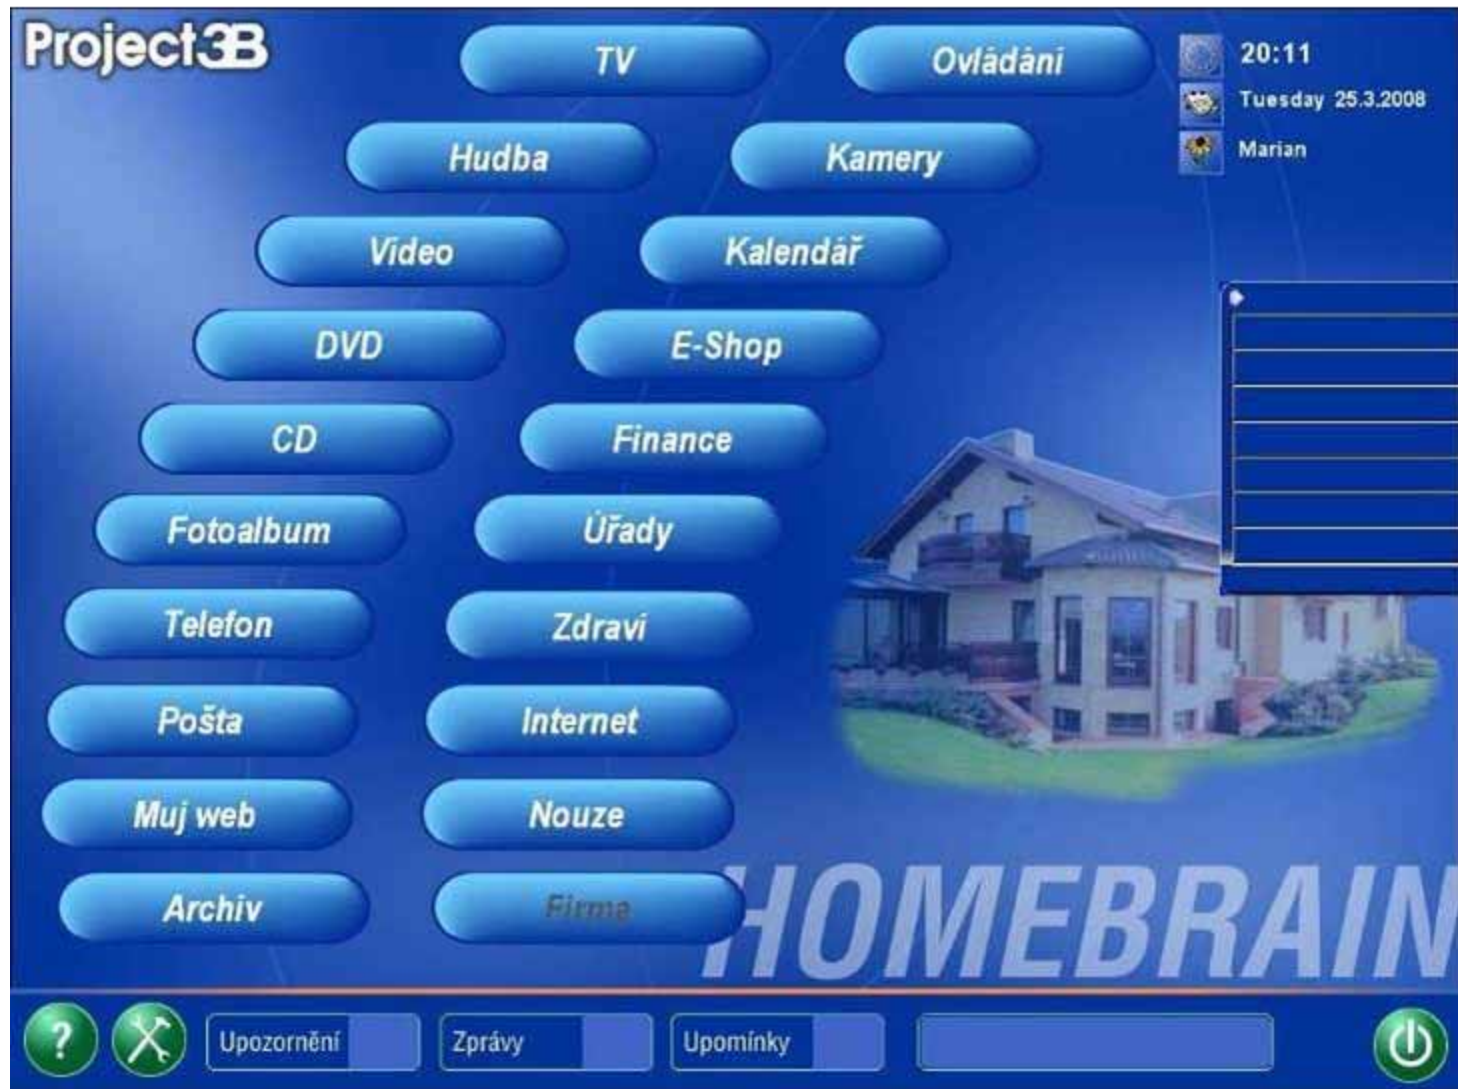 Project3B
TV
Ovládání
20:11
Tuesday 25.3.2008
Marian
Hudba
Kamery
Video
Kalendář
DVD
E-Shop
CD
Finance
Fotoalbum
Úřady
Telefon
Zdraví
Pošta
Internet
Muj web
Nouze
Archiv
Firma
HOMEBRAIN
?
Upozornění
Zprávy
Upomínky